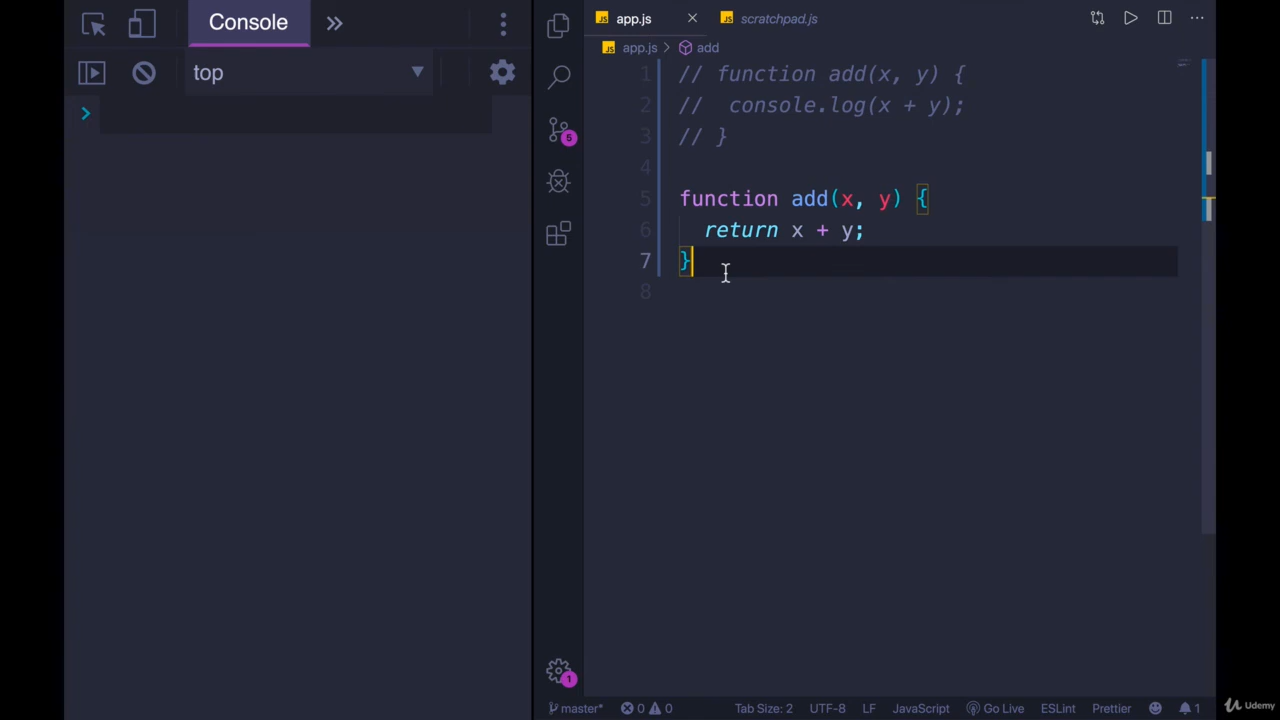 Console
top
app.js
scratchpad.js
app.js > add
1 // function add(x, y) {
2 //  console.log(x + y);
3 // }
4
5 function add(x, y) {
6   return x + y;
7 }
8
5
1
master* 0 0 Tab Size: 2 UTF-8 LF JavaScript Go Live ESLint Prettier 1
Udemy